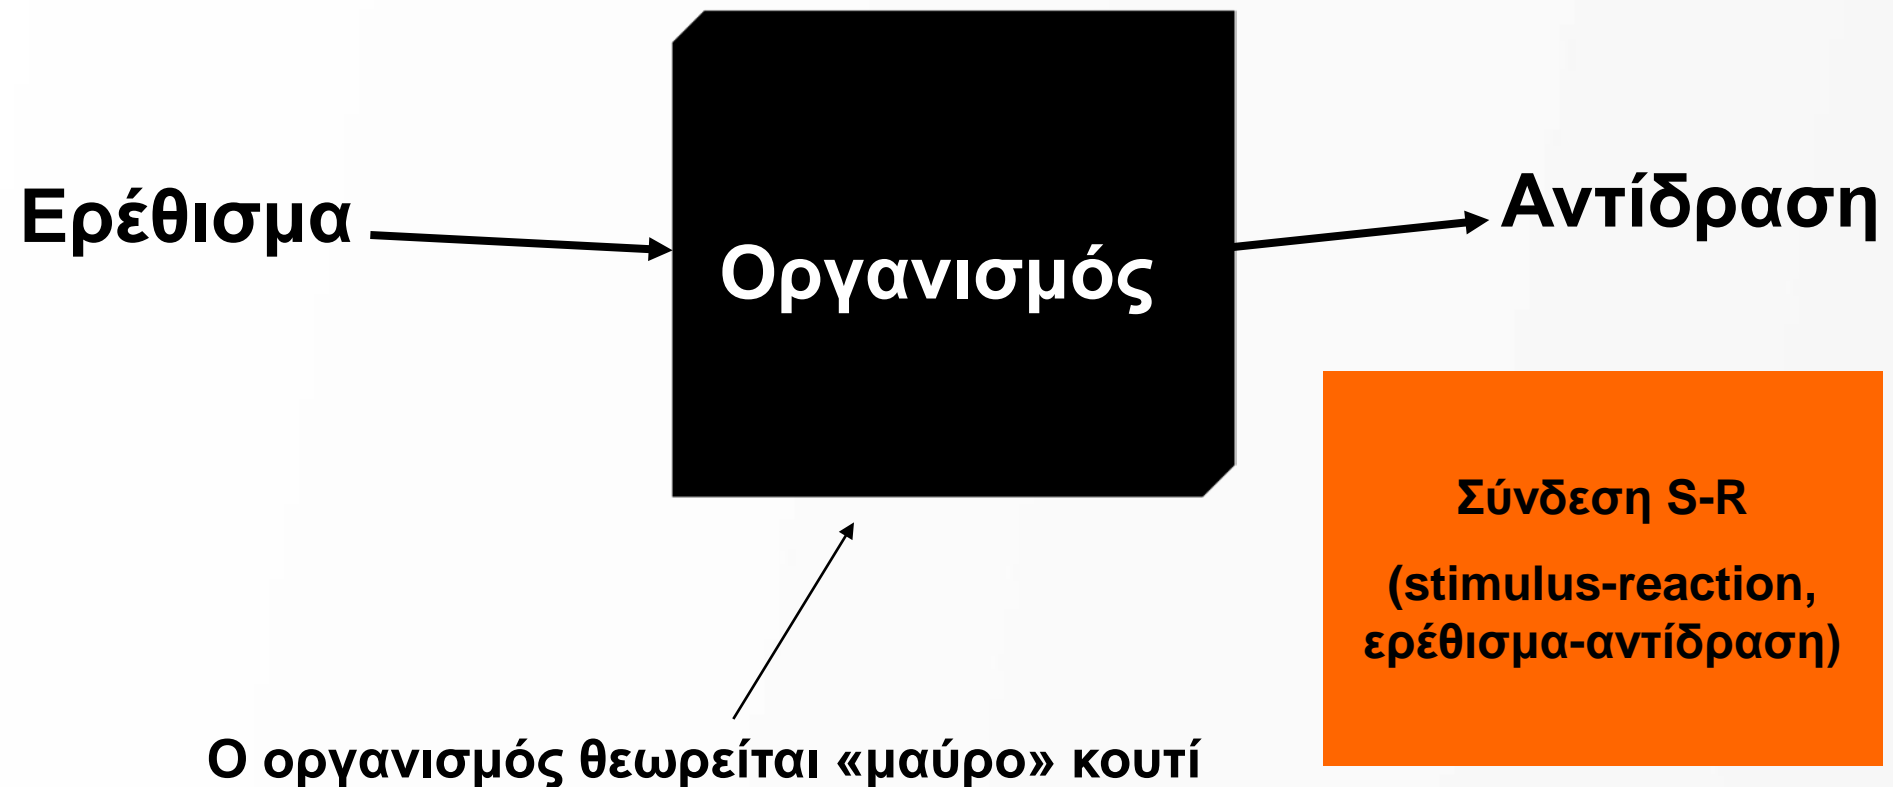 Ερέθισμα
Οργανισμός
Αντίδραση
Σύνδεση S-R
(stimulus-reaction,
ερέθισμα-αντίδραση)
Ο οργανισμός θεωρείται «μαύρο» κουτί